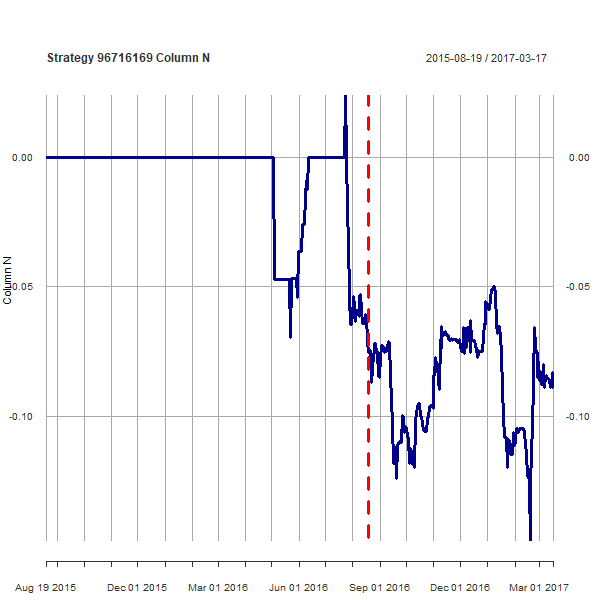 Strategy 96716169 Column N
2015-08-19 / 2017-03-17
0.00
0.00
-0.05
-0.05
-0.10
-0.10
Column N
Aug 19 2015
Dec 01 2015
Mar 01 2016
Jun 01 2016
Sep 01 2016
Dec 01 2016
Mar 01 2017